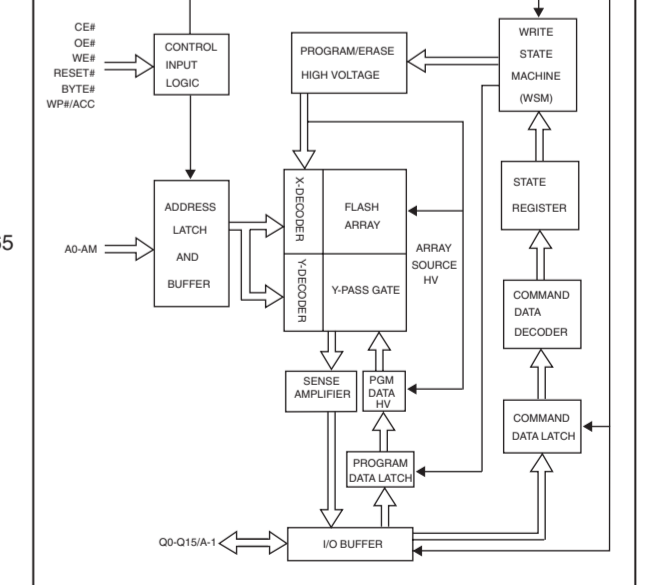 CE#
OE#
WE#
RESET#
BYTE#
WP#/ACC
CONTROL
INPUT
LOGIC
PROGRAM/ERASE
HIGH VOLTAGE
WRITE
STATE
MACHINE
(WSM)
STATE
REGISTER
65
A0-AM
ADDRESS
LATCH
AND
BUFFER
X-DECODER
FLASH
ARRAY
Y-DECODER
Y-PASS GATE
ARRAY
SOURCE
HV
COMMAND
DATA
DECODER
SENSE
AMPLIFIER
PGM
DATA
HV
COMMAND
DATA LATCH
PROGRAM
DATA LATCH
Q0-Q15/A-1
I/O BUFFER